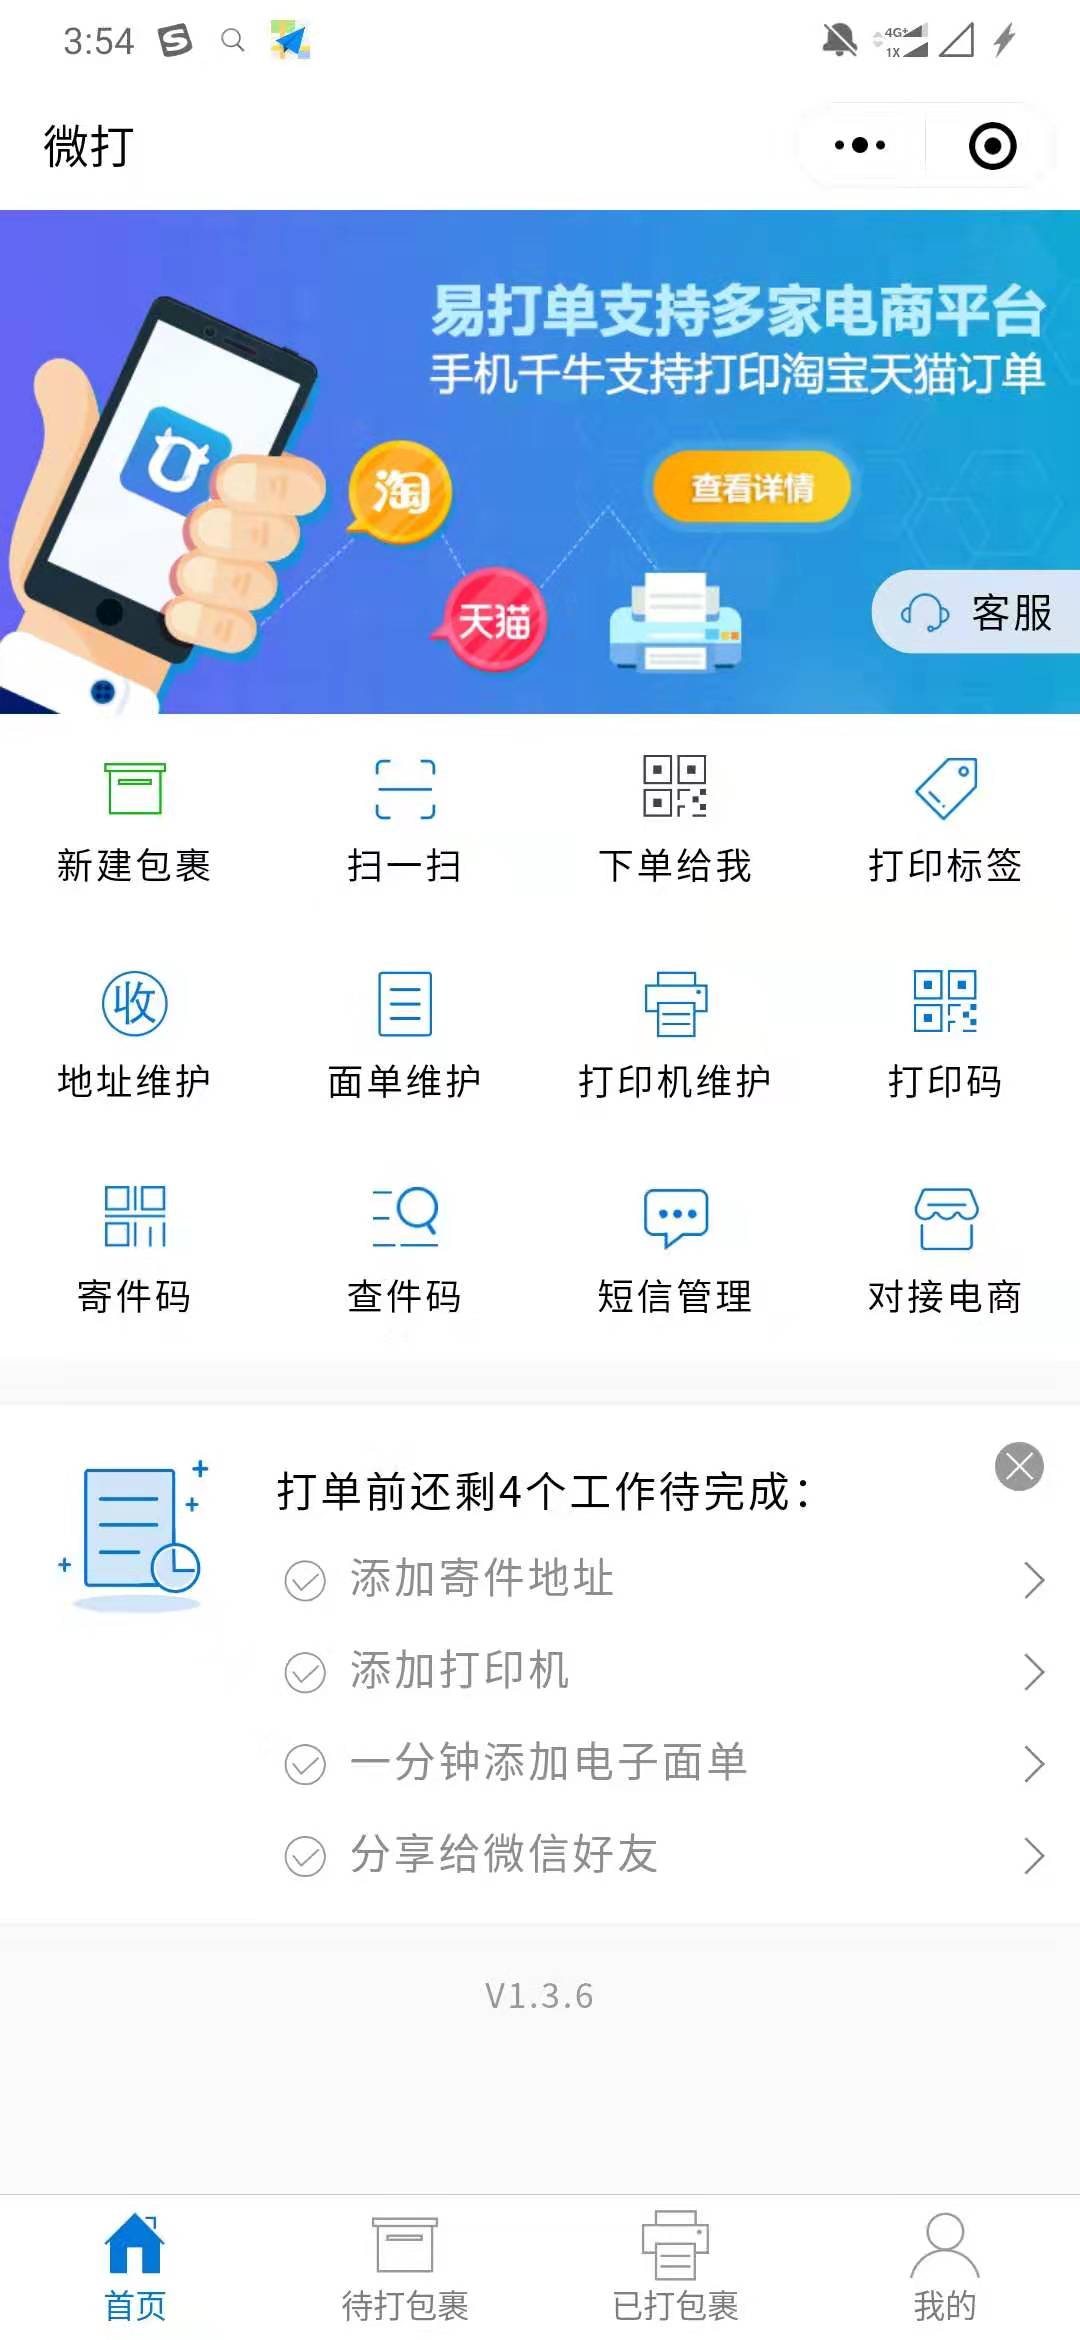 3:54
4G+
1X
微打
易打单支持多家电商平台
手机千牛支持打印淘宝天猫订单
淘
查看详情
天猫
客服
新建包裹 扫一扫 下单给我 打印标签
收
地址维护 面单维护 打印机维护 打印码
寄件码 查件码 短信管理 对接电商
打单前还剩4个工作待完成：
添加寄件地址
添加打印机
一分钟添加电子面单
分享给微信好友
V1.3.6
首页 待打包裹 已打包裹 我的